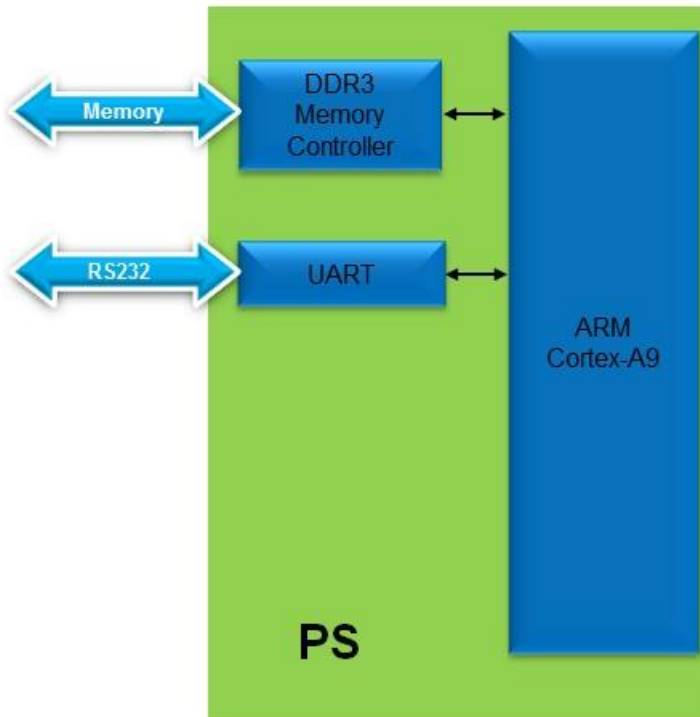 Memory
DDR3
Memory
Controller
RS232
UART
ARM
Cortex-A9
PS